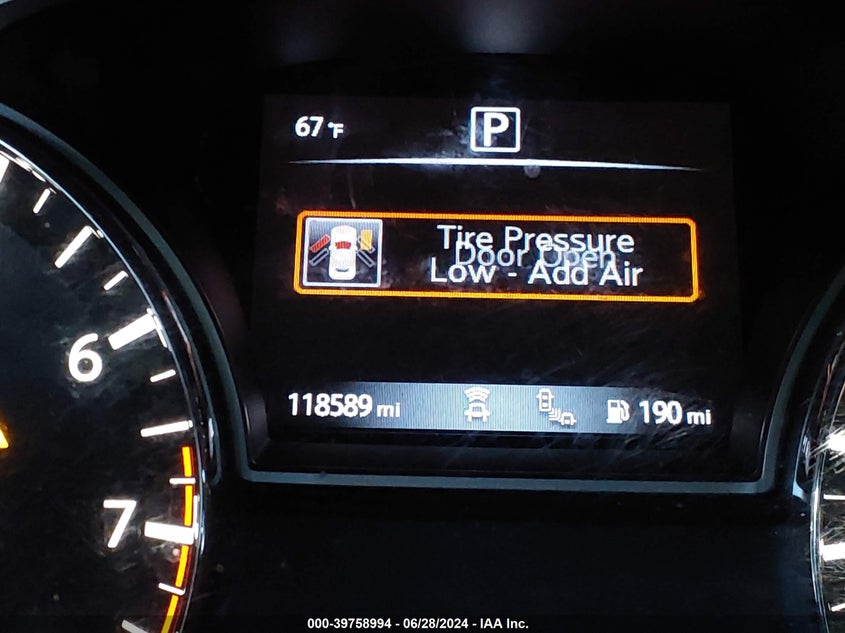 67°F
P
Tire Pressure
Door Open
Low - Add Air
6
118589 mi
190 mi
7
000-39758994 - 06/28/2024 - IAA Inc.